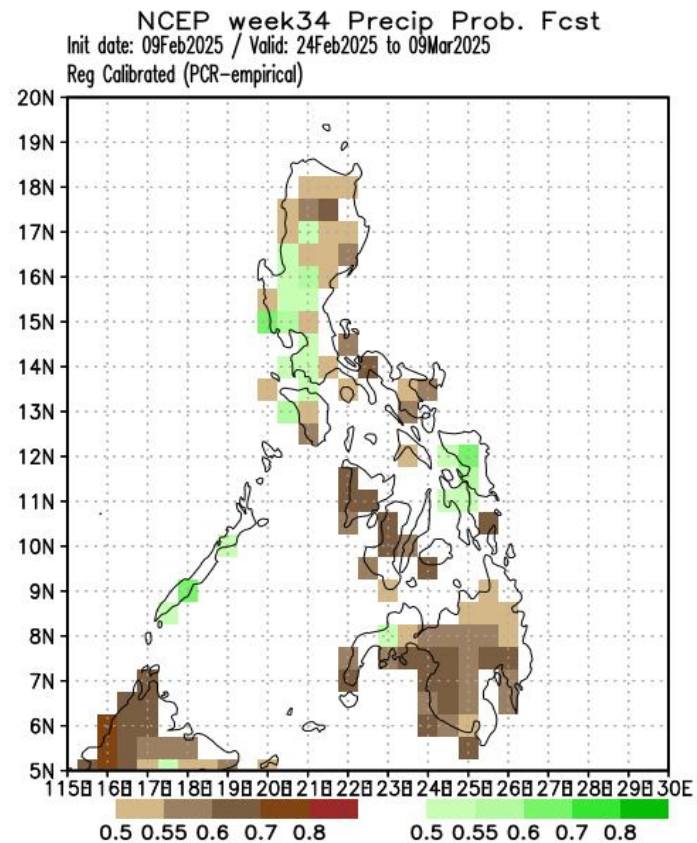 NCEP week34 Precip Prob. Fcst
Init date: 09Feb2025 / Valid: 24Feb2025 to 09Mar2025
Reg Calibrated (PCR-empirical)
20N
19N
18N
17N
16N
15N
14N
13N
12N
11N
10N
9N
8N
7N
6N
5N
115E 116E 117E 118E 119E 120E 121E 122E 123E 124E 125E 126E 127E 128E 129E 130E
0.5 0.55 0.6 0.7 0.8 0.5 0.55 0.6 0.7 0.8